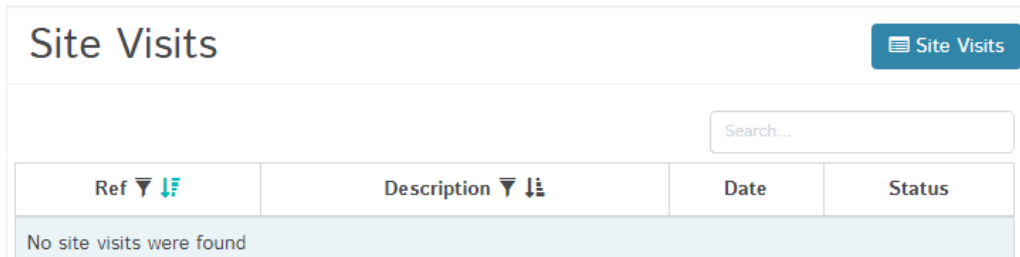 Site Visits
Site Visits
Search...
Ref Description Date Status
No site visits were found